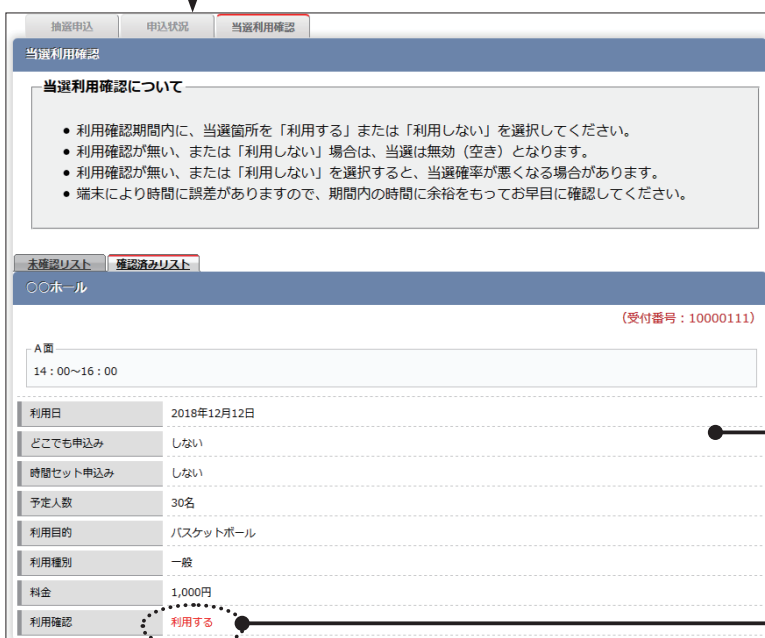 抽選申込 申込状況 当選利用確認
当選利用確認
当選利用確認について
● 利用確認期間内に、当選箇所を「利用する」または「利用しない」を選択してください。
● 利用確認が無い、または「利用しない」場合は、当選は無効（空き）となります。
● 利用確認が無い、または「利用しない」を選択すると、当選確率が悪くなる場合があります。
● 端末により時間に誤差がありますので、期間内の時間に余裕をもってお早目に確認してください。
未確認リスト 確認済みリスト
○○ホール
（受付番号：10000111）
A面
14：00～16：00
利用日 2018年12月12日
どこでも申込み しない
時間セット申込み しない
予定人数 30名
利用目的 バスケットボール
利用種別 一般
料金 1,000円
利用確認 利用する